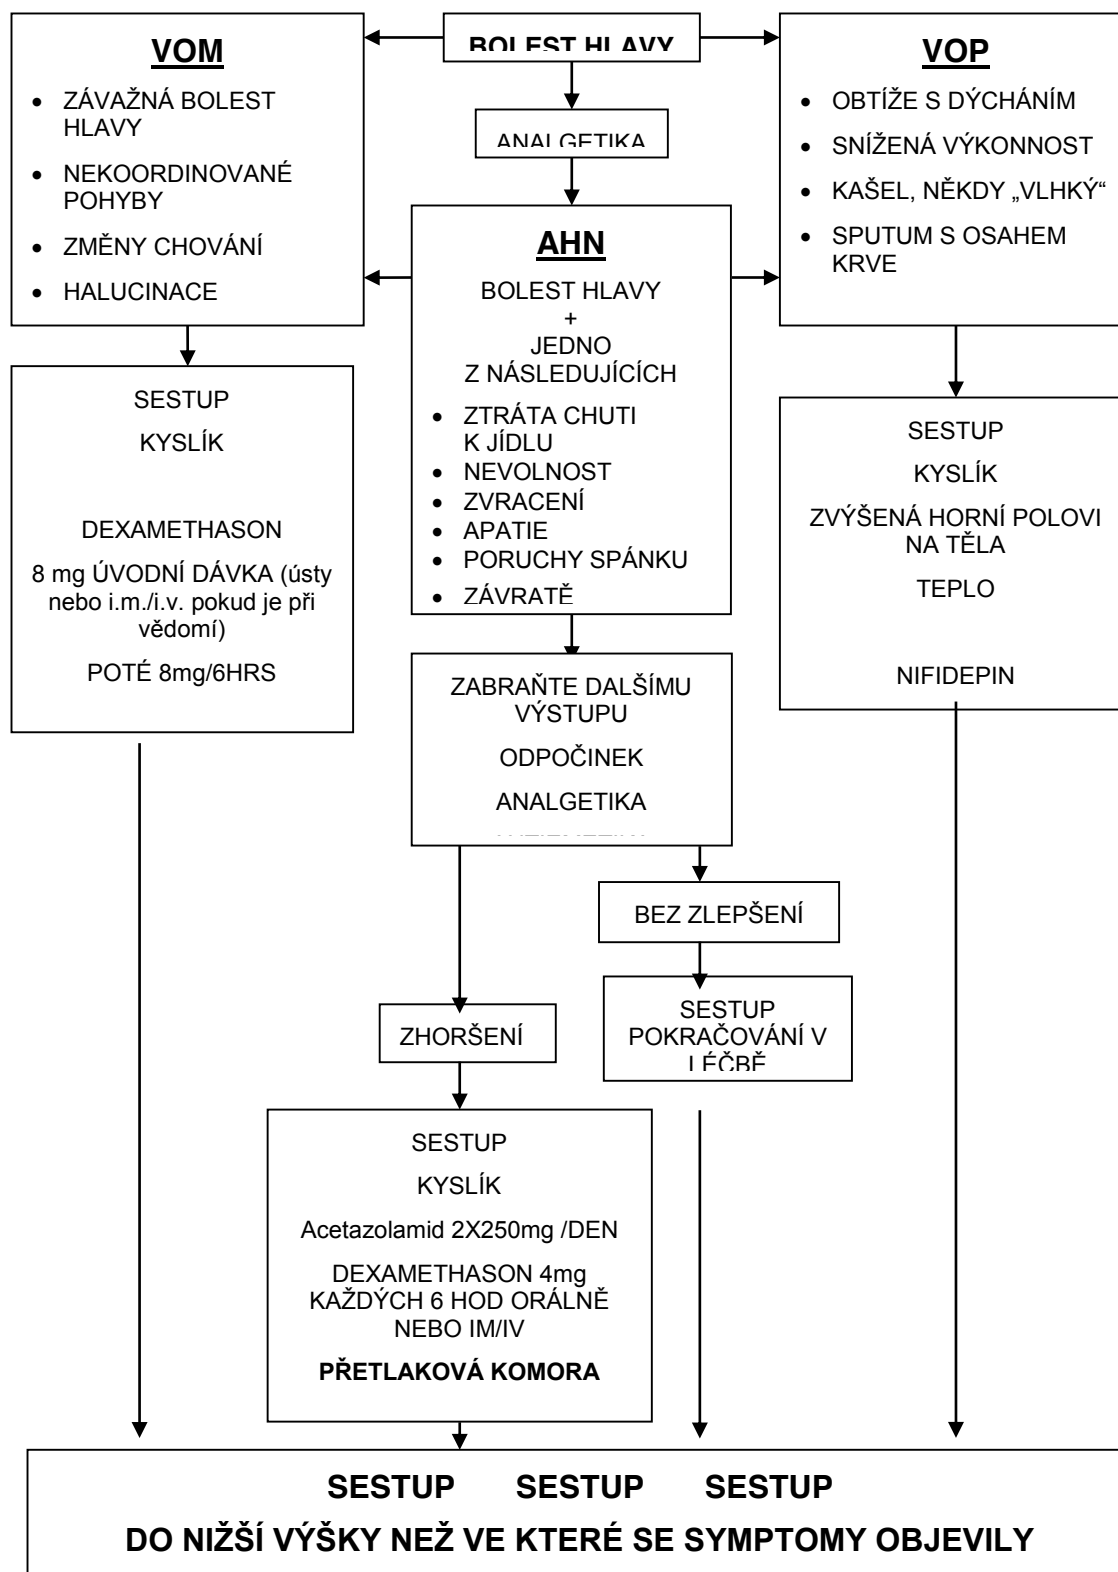 BOLEST HLAVY
ANALGETIKA
VOM
• ZÁVAŽNÁ BOLEST
HLAVY
• NEKOORDINOVANÉ
POHYBY
• ZMĚNY CHOVÁNÍ
• HALUCINACE
VOP
• OBTÍŽE S DÝCHÁNÍM
• SNÍŽENÁ VÝKONNOST
• KAŠEL, NĚKDY „VLHKÝ“
• SPUTUM S OSAHEM
KRVE
AHN
BOLEST HLAVY
+
JEDNO
Z NÁSLEDUJÍCÍCH
• ZTRÁTA CHUTI
K JÍDLU
• NEVOLNOST
• ZVRACENÍ
• APATIE
• PORUCHY SPÁNKU
• ZÁVRATĚ
SESTUP
KYSLÍK
DEXAMETHASON
8 mg ÚVODNÍ DÁVKA (ústy
nebo i.m./i.v. pokud je při
vědomí)
POTÉ 8mg/6HRS
SESTUP
KYSLÍK
ZVÝŠENÁ HORNÍ POLOVI
NA TĚLA
TEPLO
NIFIDEPIN
ZABRAŇTE DALŠÍMU
VÝSTUPU
ODPOČINEK
ANALGETIKA
BEZ ZLEPŠENÍ
SESTUP
POKRAČOVÁNÍ V
LÉČBĚ
ZHORŠENÍ
SESTUP
KYSLÍK
Acetazolamid 2X250mg /DEN
DEXAMETHASON 4mg
KAŽDÝCH 6 HOD ORÁLNĚ
NEBO IM/IV
PŘETLAKOVÁ KOMORA
SESTUP SESTUP SESTUP
DO NIŽŠÍ VÝŠKY NEŽ VE KTERÉ SE SYMPTOMY OBJEVILY